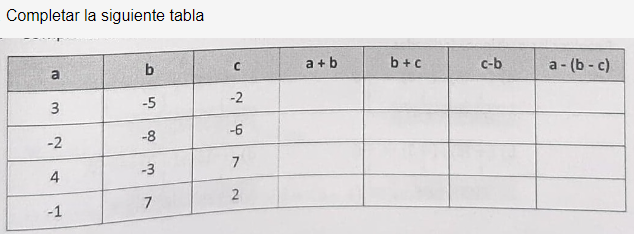 Completar la siguiente tabla
a b c a + b b + c c-b a - (b - c)
3 -5 -2
-2 -8 -6
4 -3 7
-1 7 2